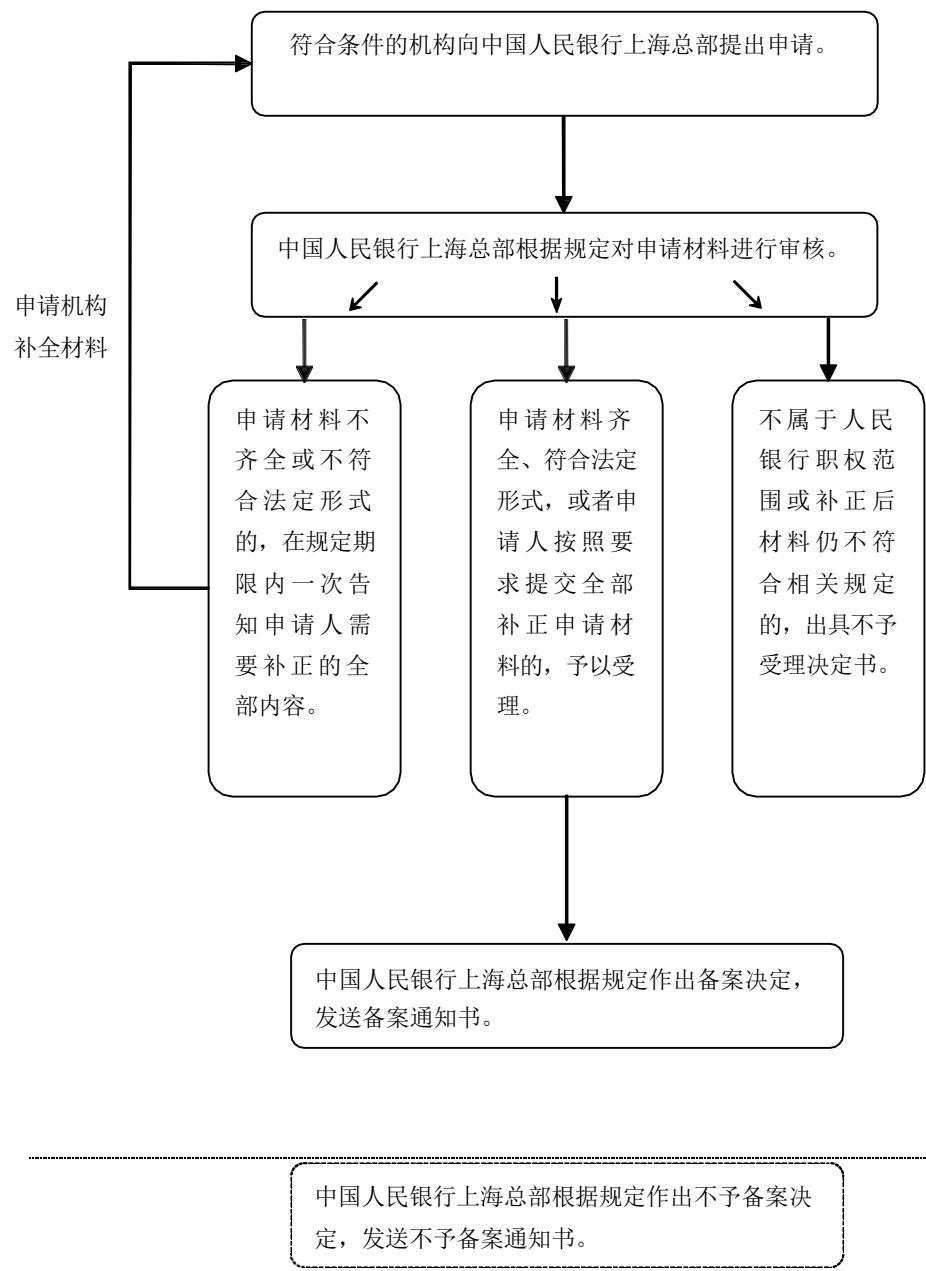 符合条件的机构向中国人民银行上海总部提出申请。
中国人民银行上海总部根据规定对申请材料进行审核。
申请机构
补全材料
申请材料不
齐全或不符
合法定形式
的，在规定期
限内一次告
知申请人需
要补正的全
部内容。
申请材料齐
全、符合法定
形式，或者申
请人按照要
求提交全部
补正申请材
料的，予以受
理。
不属于人民
银行职权范
围或补正后
材料仍不符
合相关规定
的，出具不予
受理决定书。
中国人民银行上海总部根据规定作出备案决定，
发送备案通知书。
中国人民银行上海总部根据规定作出不予备案决
定，发送不予备案通知书。